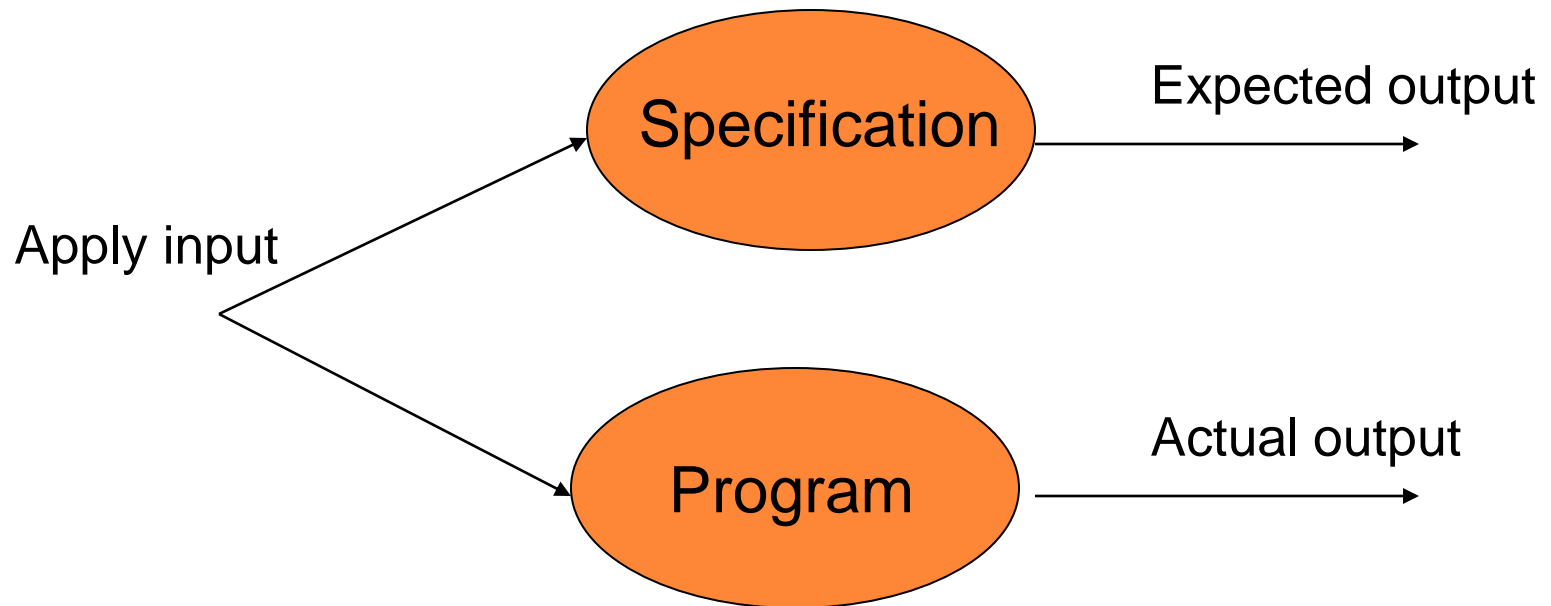 Specification
Expected output
Apply input
Program
Actual output